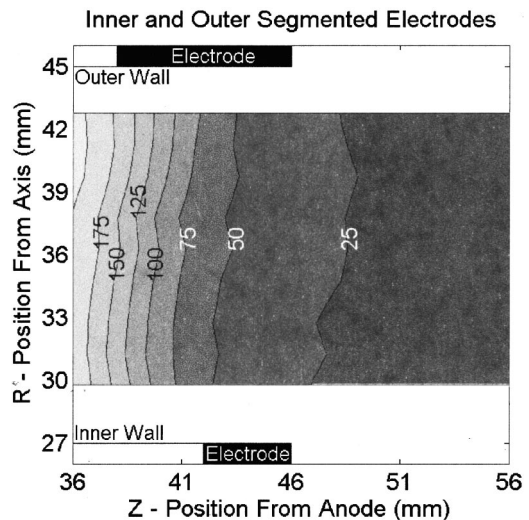 Inner and Outer Segmented Electrodes
Electrode
45
Outer Wall
42
39
36
33
30
R - Position From Axis (mm)
175
150
125
100
75
50
25
Inner Wall
27
Electrode
36 41 46 51 56
Z - Position From Anode (mm)